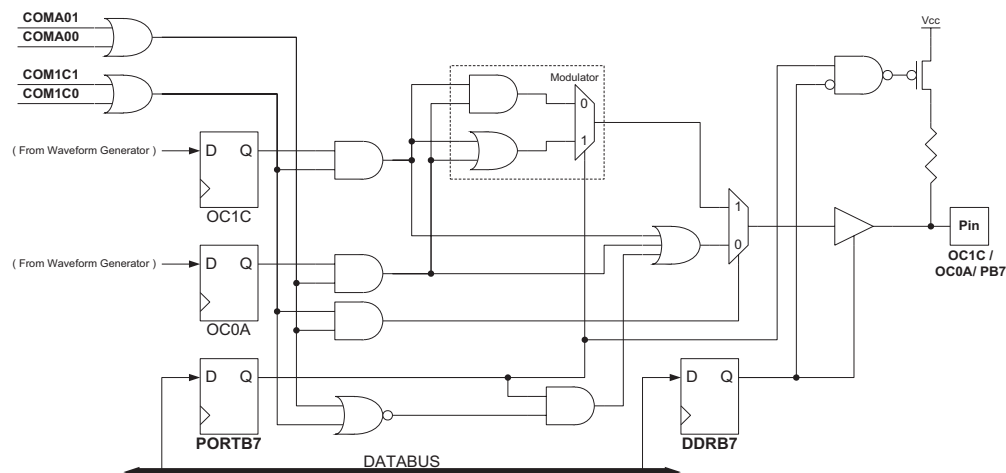 COMA01
COMA00
Vcc
COM1C1
COM1C0
Modulator
0
1
( From Waveform Generator )
D Q
OC1C
1
0
Pin
OC1C /
OC0A/ PB7
( From Waveform Generator )
D Q
OC0A
D Q
PORTB7
D Q
DDRB7
DATABUS